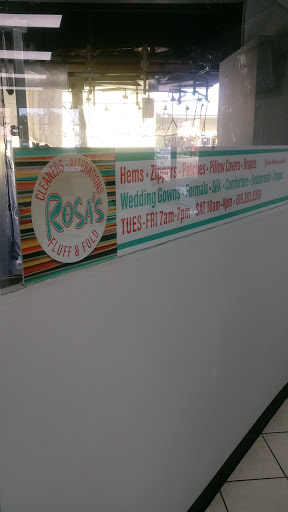 CLEANERS · ALTERATIONS
ROSA'S
FLUFF & FOLD
Hems · Zippers · Patches · Pillow Covers · Drapes
Wedding Gowns · Formals · Silk · Comforters · Bedspreads · Drapes
TUES-FRI 7am-7pm · SAT 10am-4pm ·